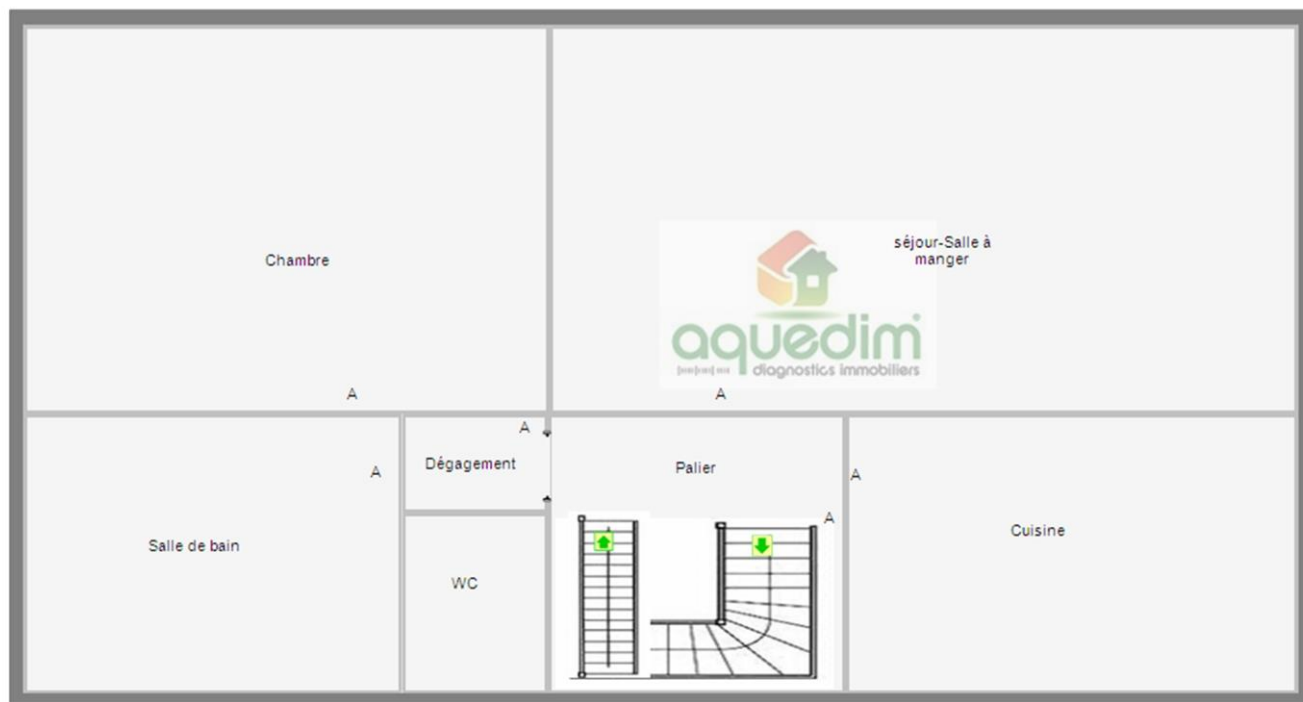 séjour-Salle à
manger
Chambre
aquedim
diagnostics immobiliers
A
A
A
Dégagement
A
Palier
A
A
Salle de bain
Cuisine
WC